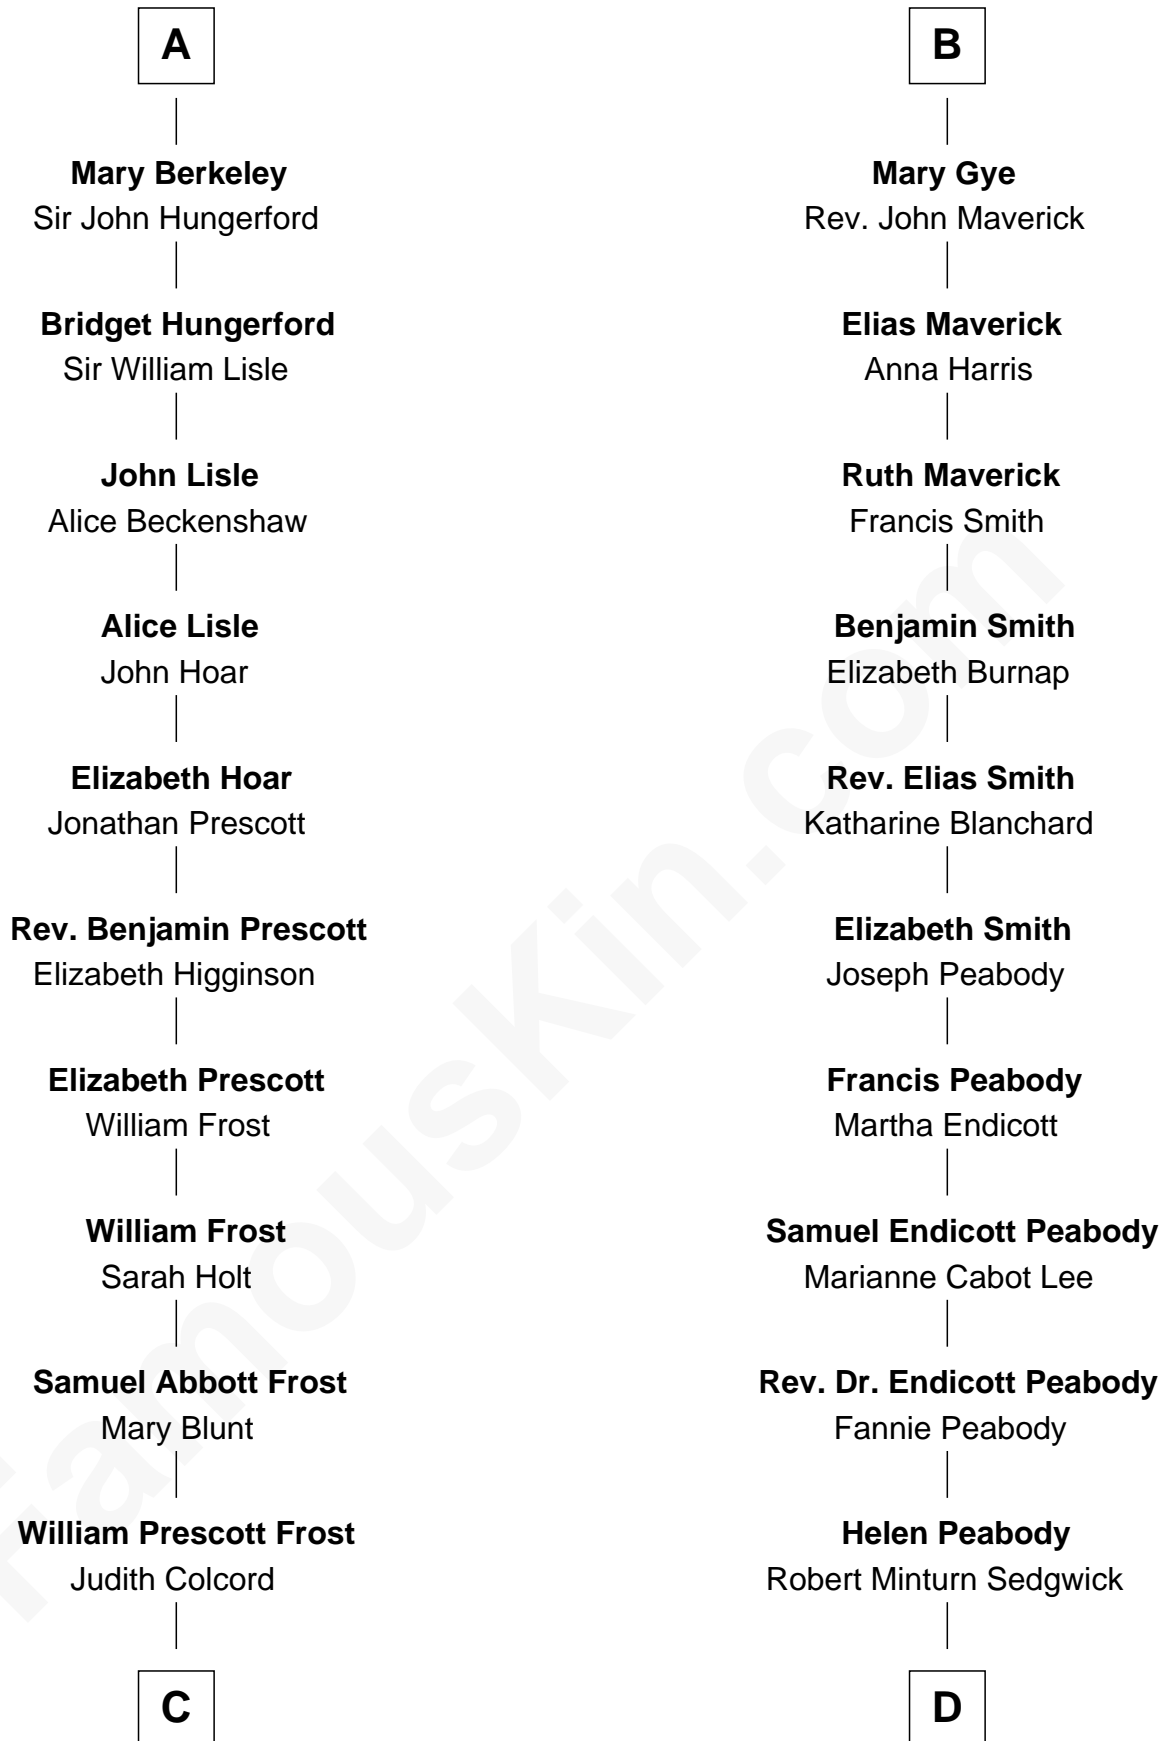 A
Mary Berkeley
Sir John Hungerford
Bridget Hungerford
Sir William Lisle
John Lisle
Alice Beckenshaw
Alice Lisle
John Hoar
Elizabeth Hoar
Jonathan Prescott
Rev. Benjamin Prescott
Elizabeth Higginson
Elizabeth Prescott
William Frost
William Frost
Sarah Holt
Samuel Abbott Frost
Mary Blunt
William Prescott Frost
Judith Colcord
C
B
Mary Gye
Rev. John Maverick
Elias Maverick
Anna Harris
Ruth Maverick
Francis Smith
Benjamin Smith
Elizabeth Burnap
Rev. Elias Smith
Katharine Blanchard
Elizabeth Smith
Joseph Peabody
Francis Peabody
Martha Endicott
Samuel Endicott Peabody
Marianne Cabot Lee
Rev. Dr. Endicott Peabody
Fannie Peabody
Helen Peabody
Robert Minturn Sedgwick
D
FamousKin.com